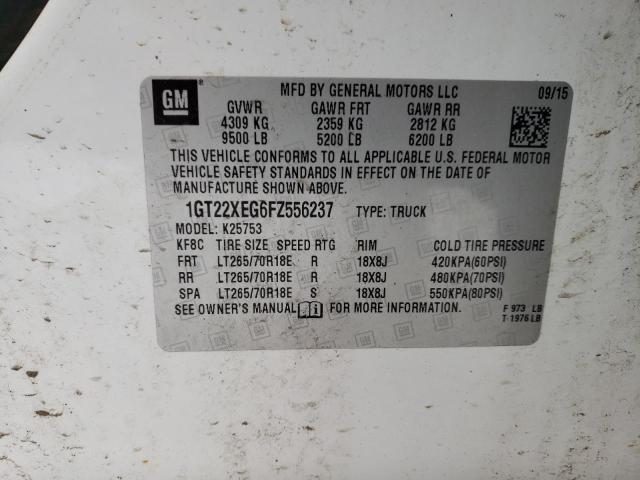 GM
MFD BY GENERAL MOTORS LLC 09/15
GVWR GAWR FRT GAWR RR
4309 KG 2359 KG 2812 KG
9500 LB 5200 LB 6200 LB
THIS VEHICLE CONFORMS TO ALL APPLICABLE U.S. FEDERAL MOTOR
VEHICLE SAFETY STANDARDS IN EFFECT ON THE DATE OF
MANUFACTURE SHOWN ABOVE.
1GT22XEG6FZ556237 TYPE: TRUCK
MODEL: K25753
KF8C TIRE SIZE SPEED RTG RIM COLD TIRE PRESSURE
FRT LT265/70R18E R 18X8J 420KPA(60PSI)
RR LT265/70R18E R 18X8J 480KPA(70PSI)
SPA LT265/70R18E S 18X8J 550KPA(80PSI)
SEE OWNER'S MANUAL FOR MORE INFORMATION. F 973 LB
T 1976 LB